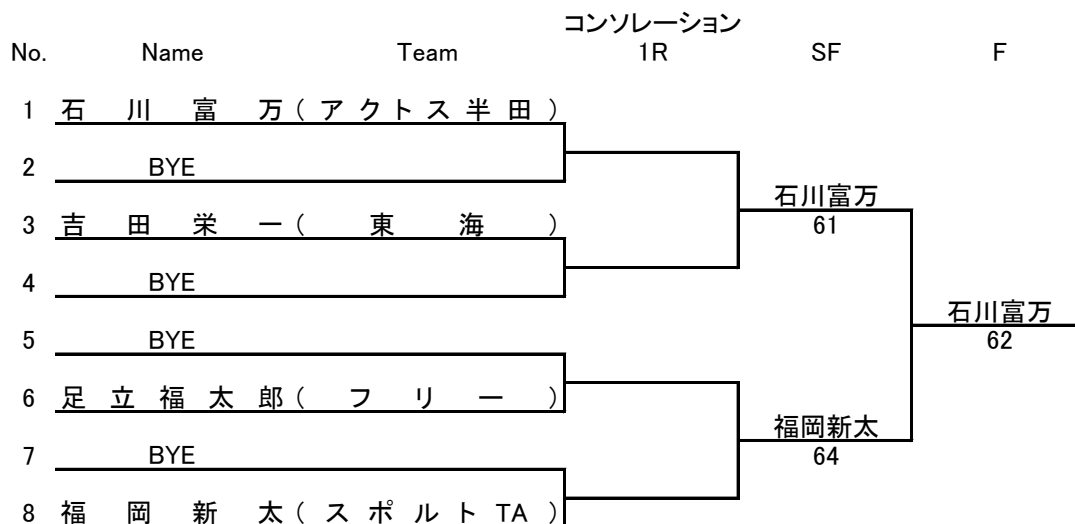 コンソレーション
No. Name Team 1R SF F
1 石川富万(アクトス半田)
2 BYE
石川富万
3 吉田栄一(東海)
61
4 BYE
石川富万
5 BYE
62
6 足立福太郎(フリー)
福岡新太
7 BYE
64
8 福岡新太(スポルトTA)